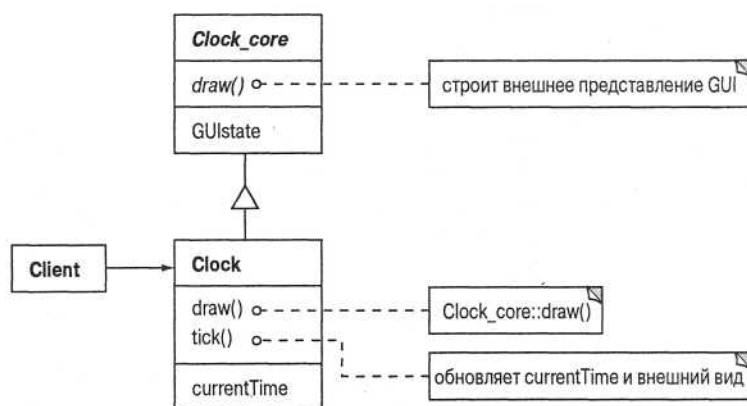 Clock_core
draw()
строит внешнее представление GUI
GUIstate
Client
Clock
draw()
Clock_core::draw()
tick()
обновляет currentTime и внешний вид
currentTime